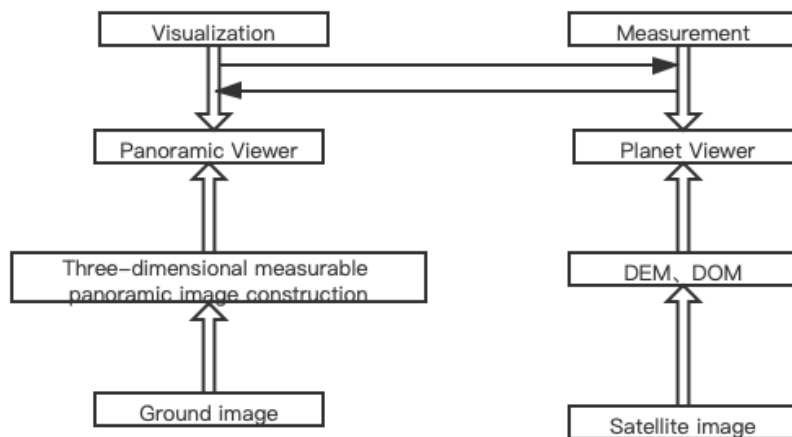 Visualization
Measurement
Panoramic Viewer
Planet Viewer
Three-dimensional measurable
panoramic image construction
DEM、DOM
Ground image
Satellite image